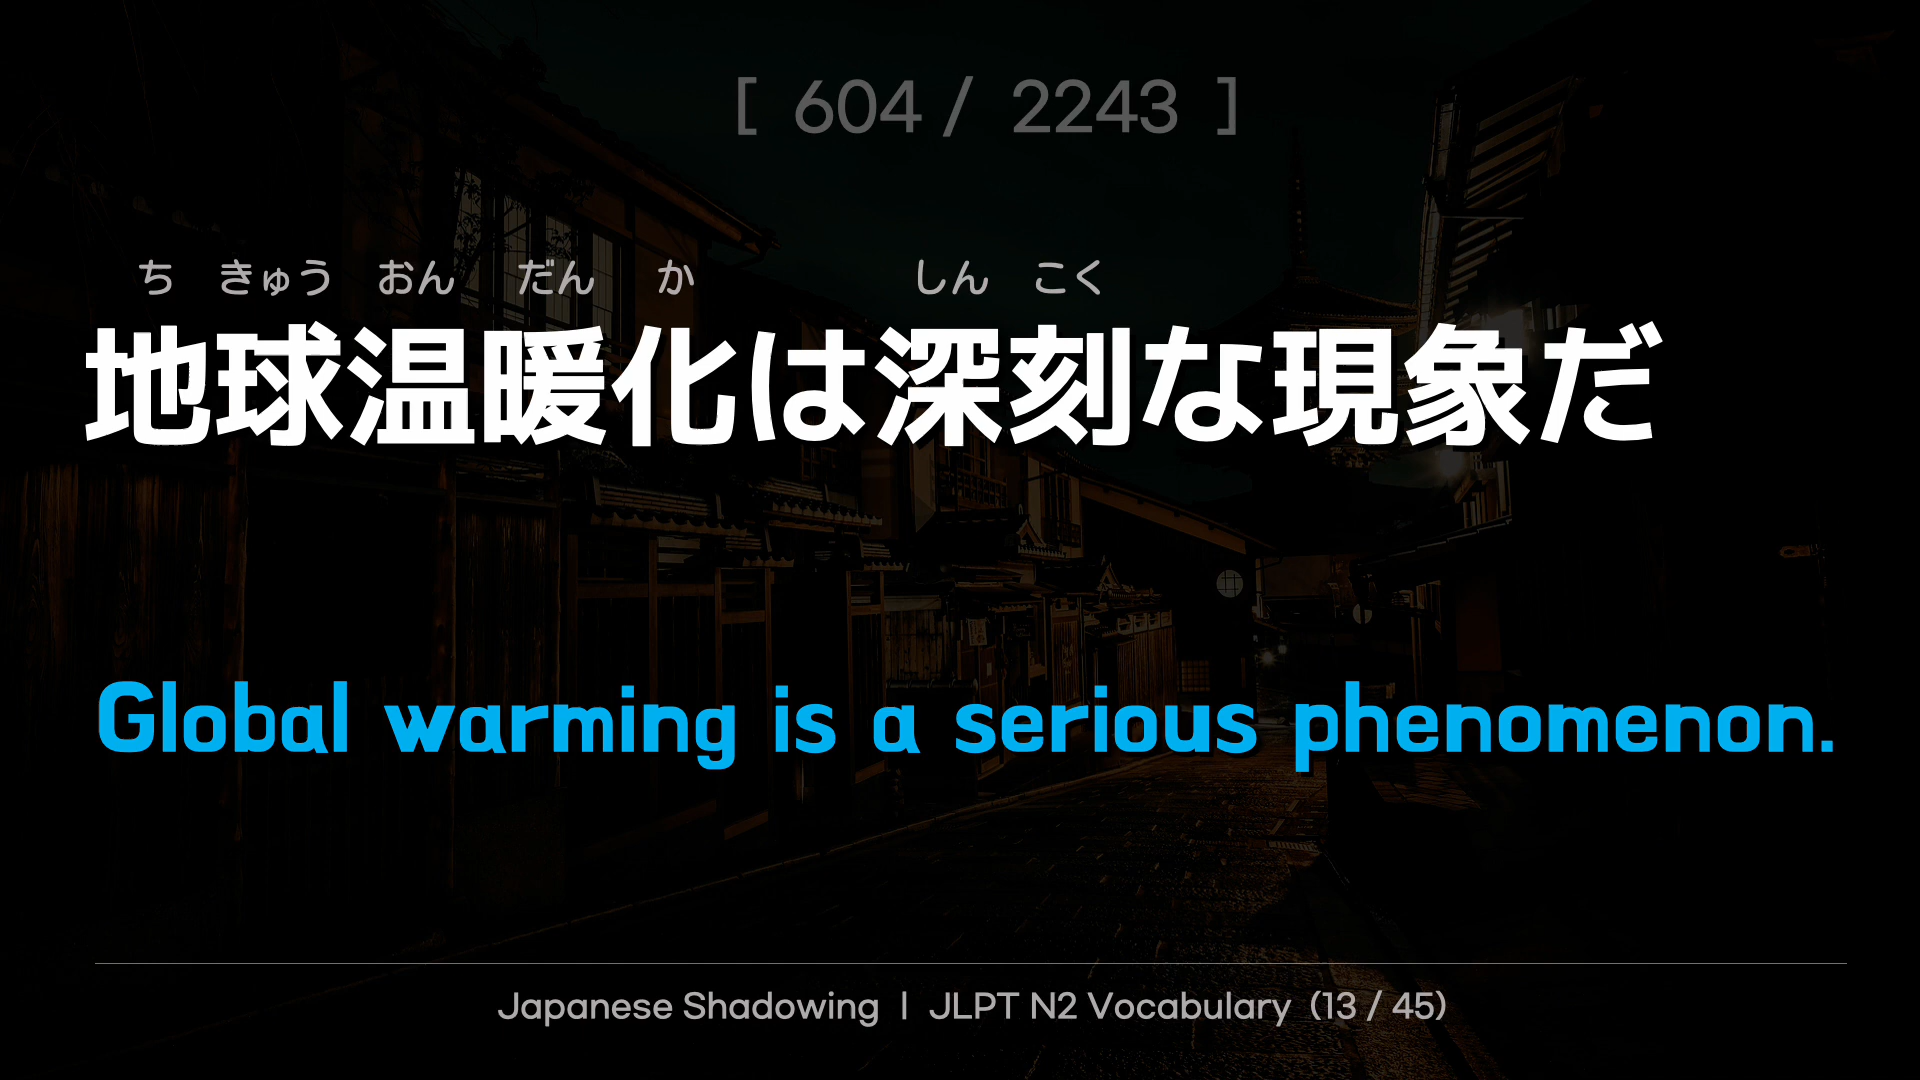 [ 604 / 2243 ]
ち きゅう おん だん か しん こく
地球温暖化は深刻な現象だ
Global warming is a serious phenomenon.
Japanese Shadowing | JLPT N2 Vocabulary (13 / 45)